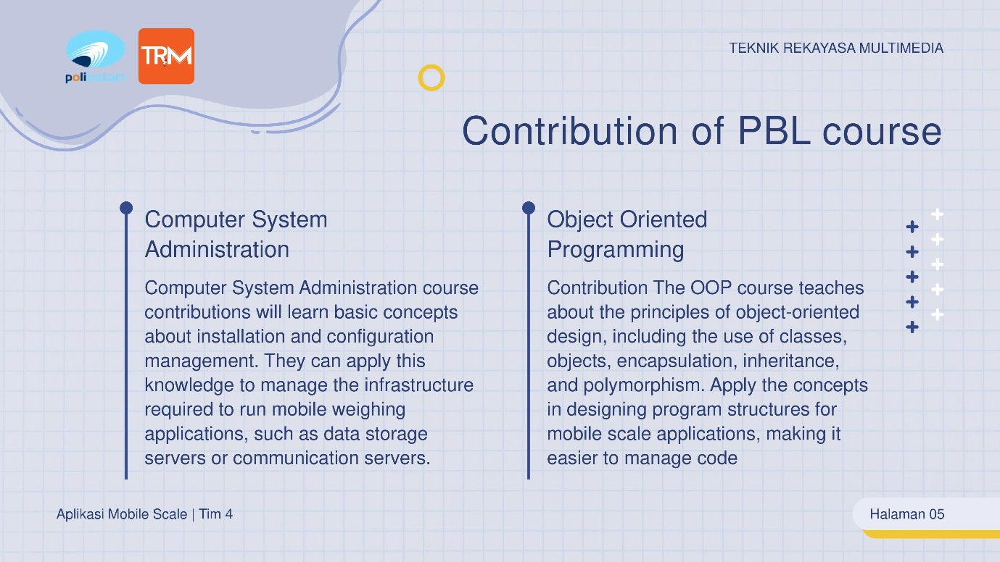 polibatam
TRM
TEKNIK REKAYASA MULTIMEDIA
Contribution of PBL course
Computer System
Administration
Computer System Administration course
contributions will learn basic concepts
about installation and configuration
management. They can apply this
knowledge to manage the infrastructure
required to run mobile weighing
applications, such as data storage
servers or communication servers.
Object Oriented
Programming
Contribution The OOP course teaches
about the principles of object-oriented
design, including the use of classes,
objects, encapsulation, inheritance,
and polymorphism. Apply the concepts
in designing program structures for
mobile scale applications, making it
easier to manage code
Aplikasi Mobile Scale | Tim 4
Halaman 05